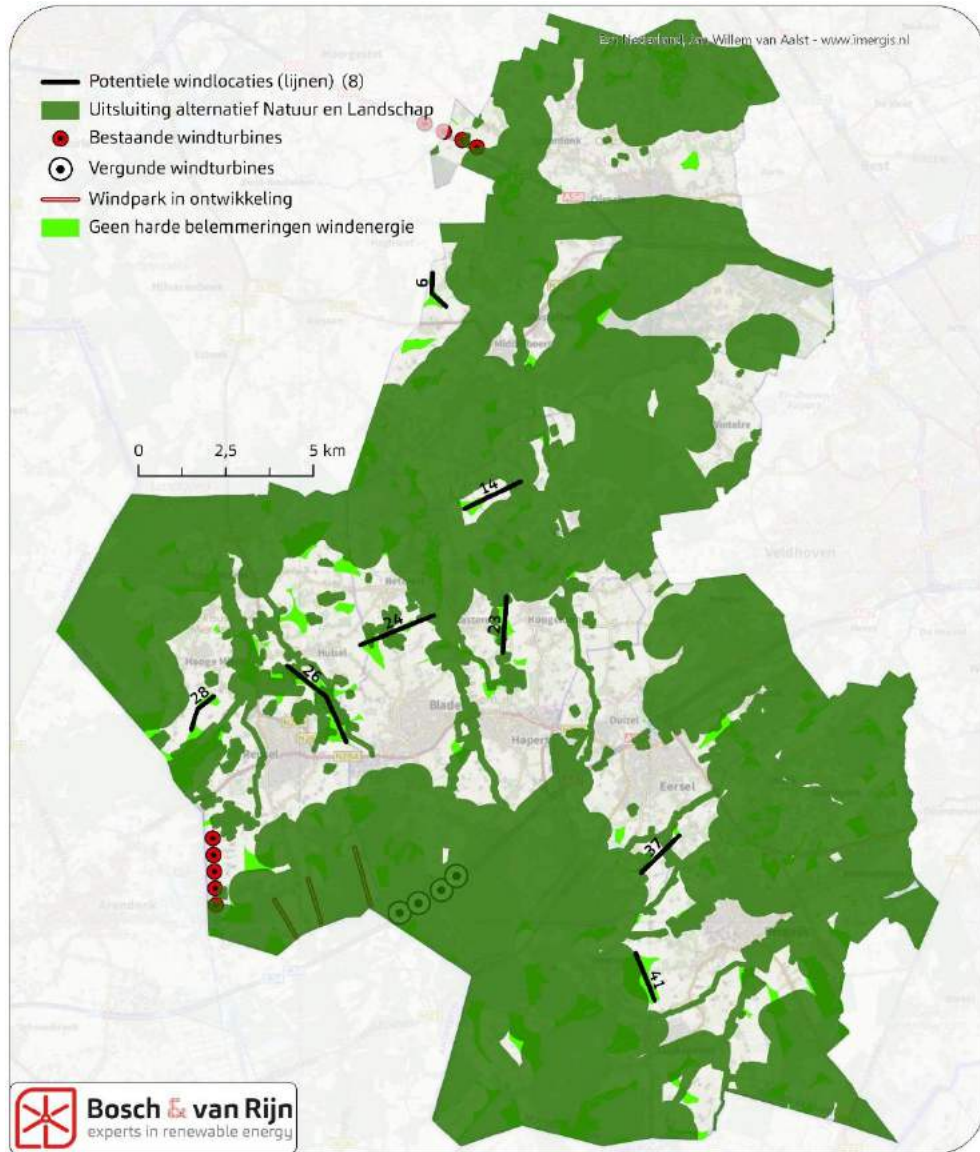 Esri Nederland, Jan-Willem van Aalst - www.imergis.nl
Potentiele windlocaties (lijnen) (8)
Uitsluiting alternatief Natuur en Landschap
Bestaande windturbines
Vergunde windturbines
Windpark in ontwikkeling
Geen harde belemmeringen windenergie
6
0 2,5 5 km
14
Veldhoven
24
23
Hulsel
28
26
Duizel
Hapert
Eersel
37
41
Bosch & van Rijn
experts in renewable energy